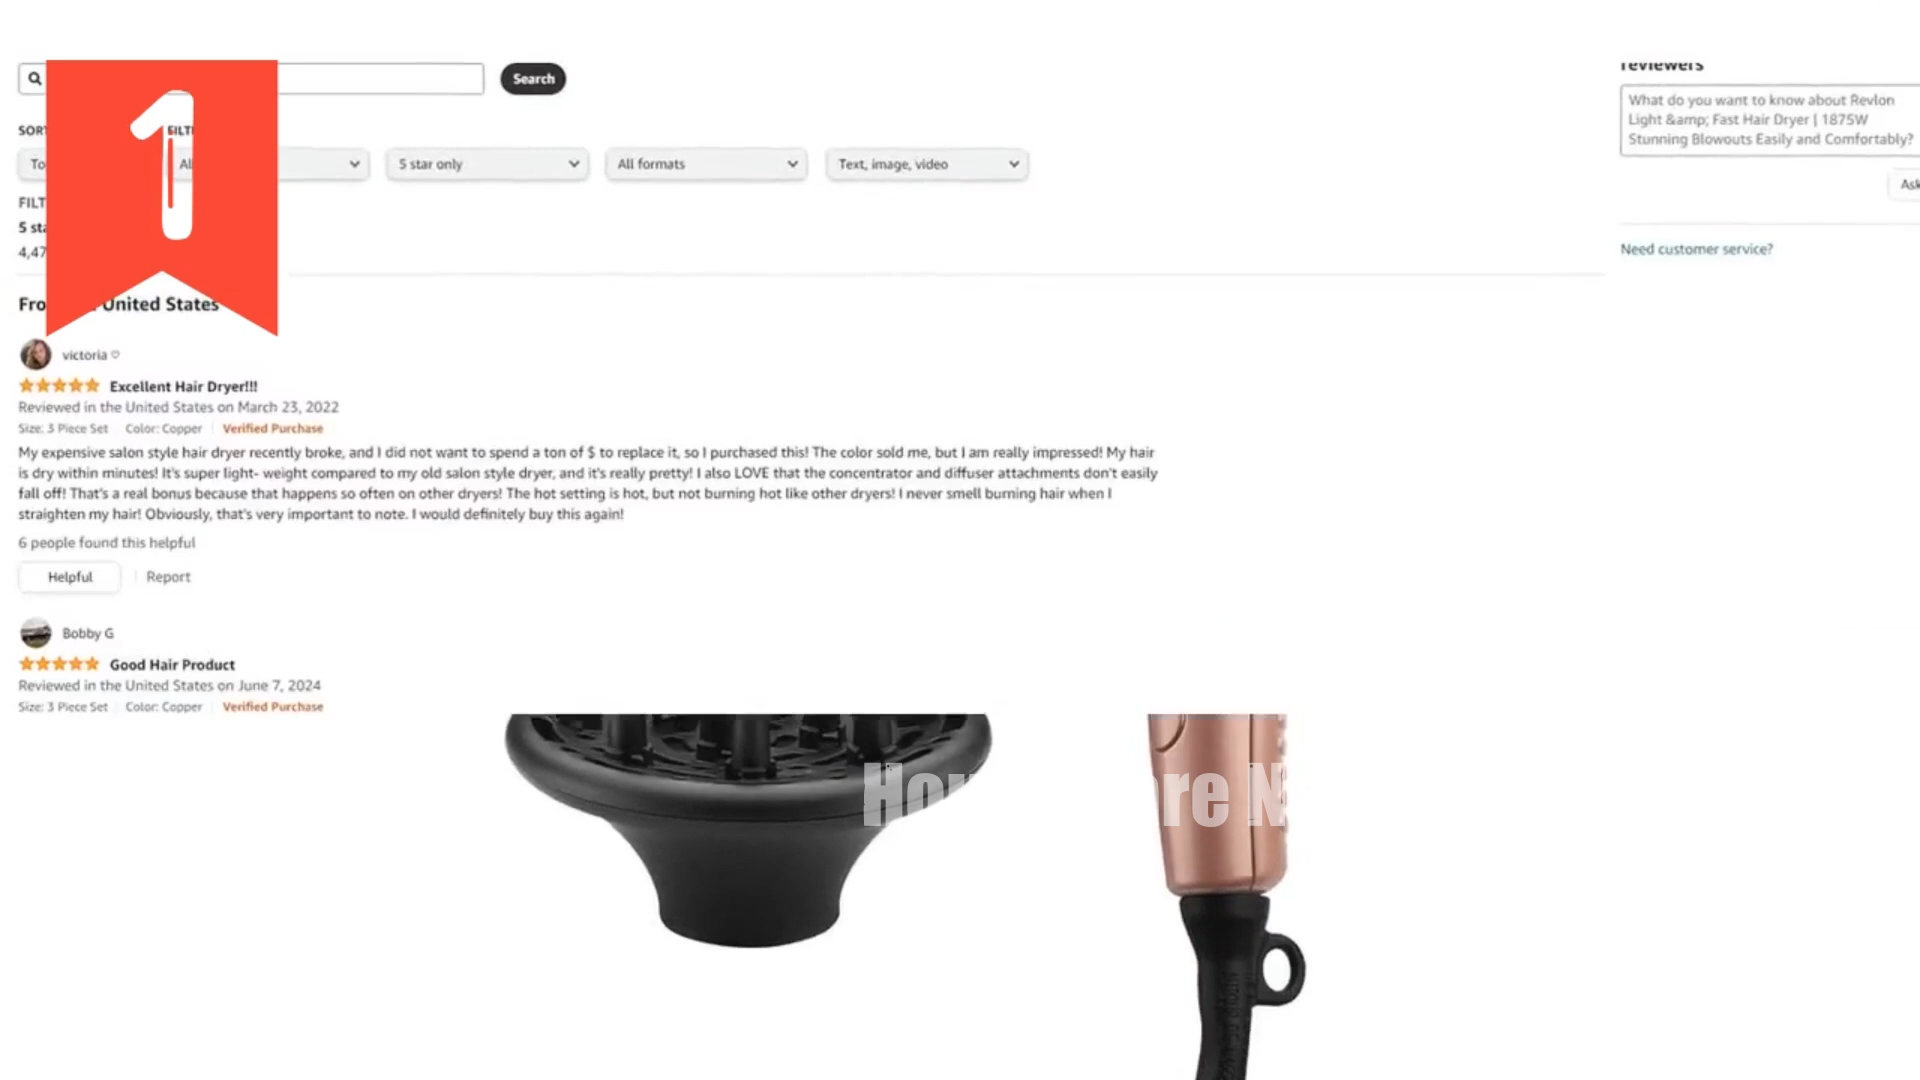 reviewers
Search
What do you want to know about Revlon
Light &amp; Fast Hair Dryer | 1875W
Stunning Blowouts Easily and Comfortably?
1
5 star only
All formats
Text, image, video
Need customer service?
United States
victoria ♡
Excellent Hair Dryer!!!
Reviewed in the United States on March 23, 2022
Size: 3 Piece Set Color: Copper Verified Purchase
My expensive salon style hair dryer recently broke, and I did not want to spend a ton of $ to replace it, so I purchased this! The color sold me, but I am really impressed! My hair
is dry within minutes! It's super light- weight compared to my old salon style dryer, and it's really pretty! I also LOVE that the concentrator and diffuser attachments don't easily
fall off! That's a real bonus because that happens so often on other dryers! The hot setting is hot, but not burning hot like other dryers! I never smell burning hair when I
straighten my hair! Obviously, that's very important to note. I would definitely buy this again!
6 people found this helpful
Helpful Report
Bobby G
Good Hair Product
Reviewed in the United States on June 7, 2024
Size: 3 Piece Set Color: Copper Verified Purchase